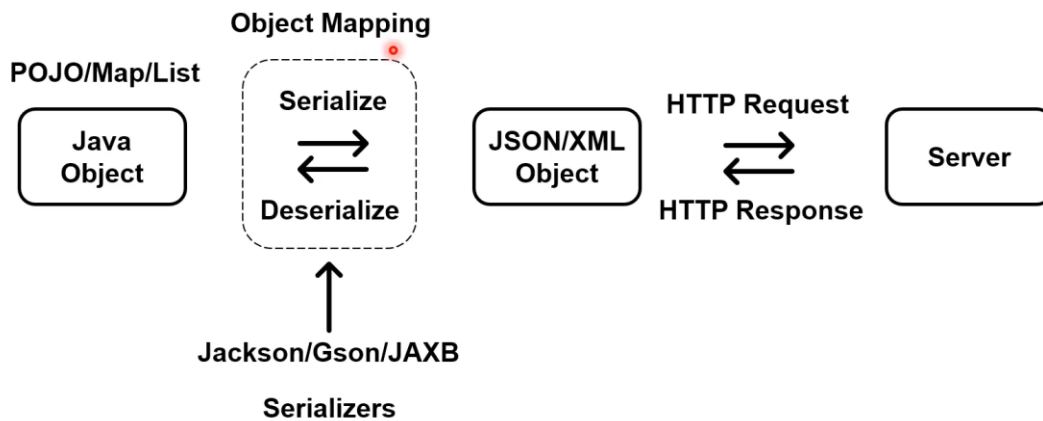 Object Mapping
POJO/Map/List
Java
Object
Serialize
Deserialize
JSON/XML
Object
HTTP Request
HTTP Response
Server
Jackson/Gson/JAXB
Serializers